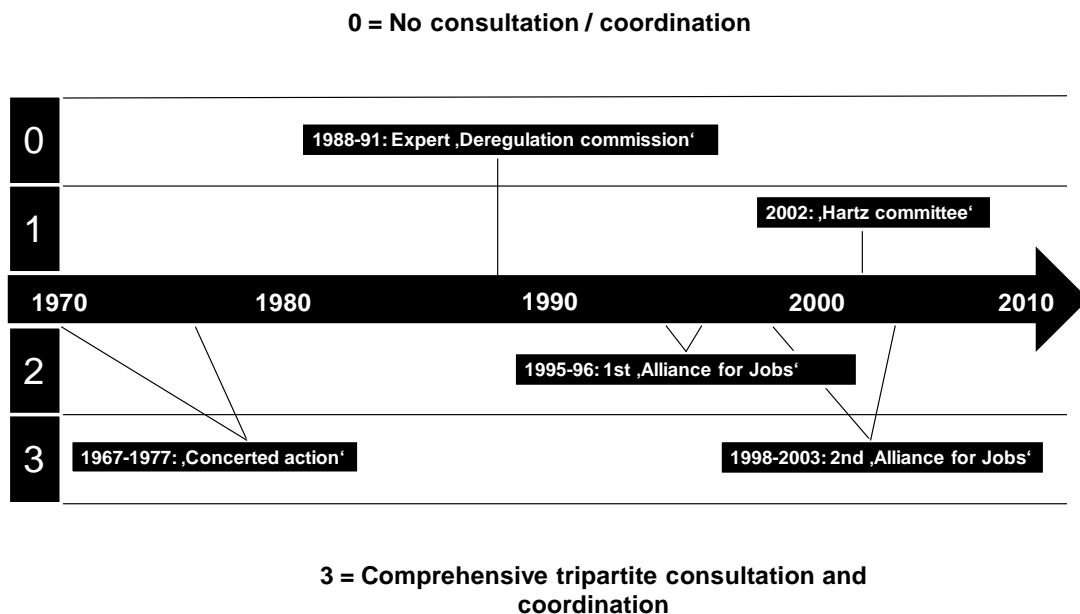 0 = No consultation / coordination
0
1988-91: Expert ‚Deregulation commission‘
1
2002: ‚Hartz committee‘
1970 1980 1990 2000 2010
2
1995-96: 1st ‚Alliance for Jobs‘
3
1967-1977: ‚Concerted action‘
1998-2003: 2nd ‚Alliance for Jobs‘
3 = Comprehensive tripartite consultation and
coordination